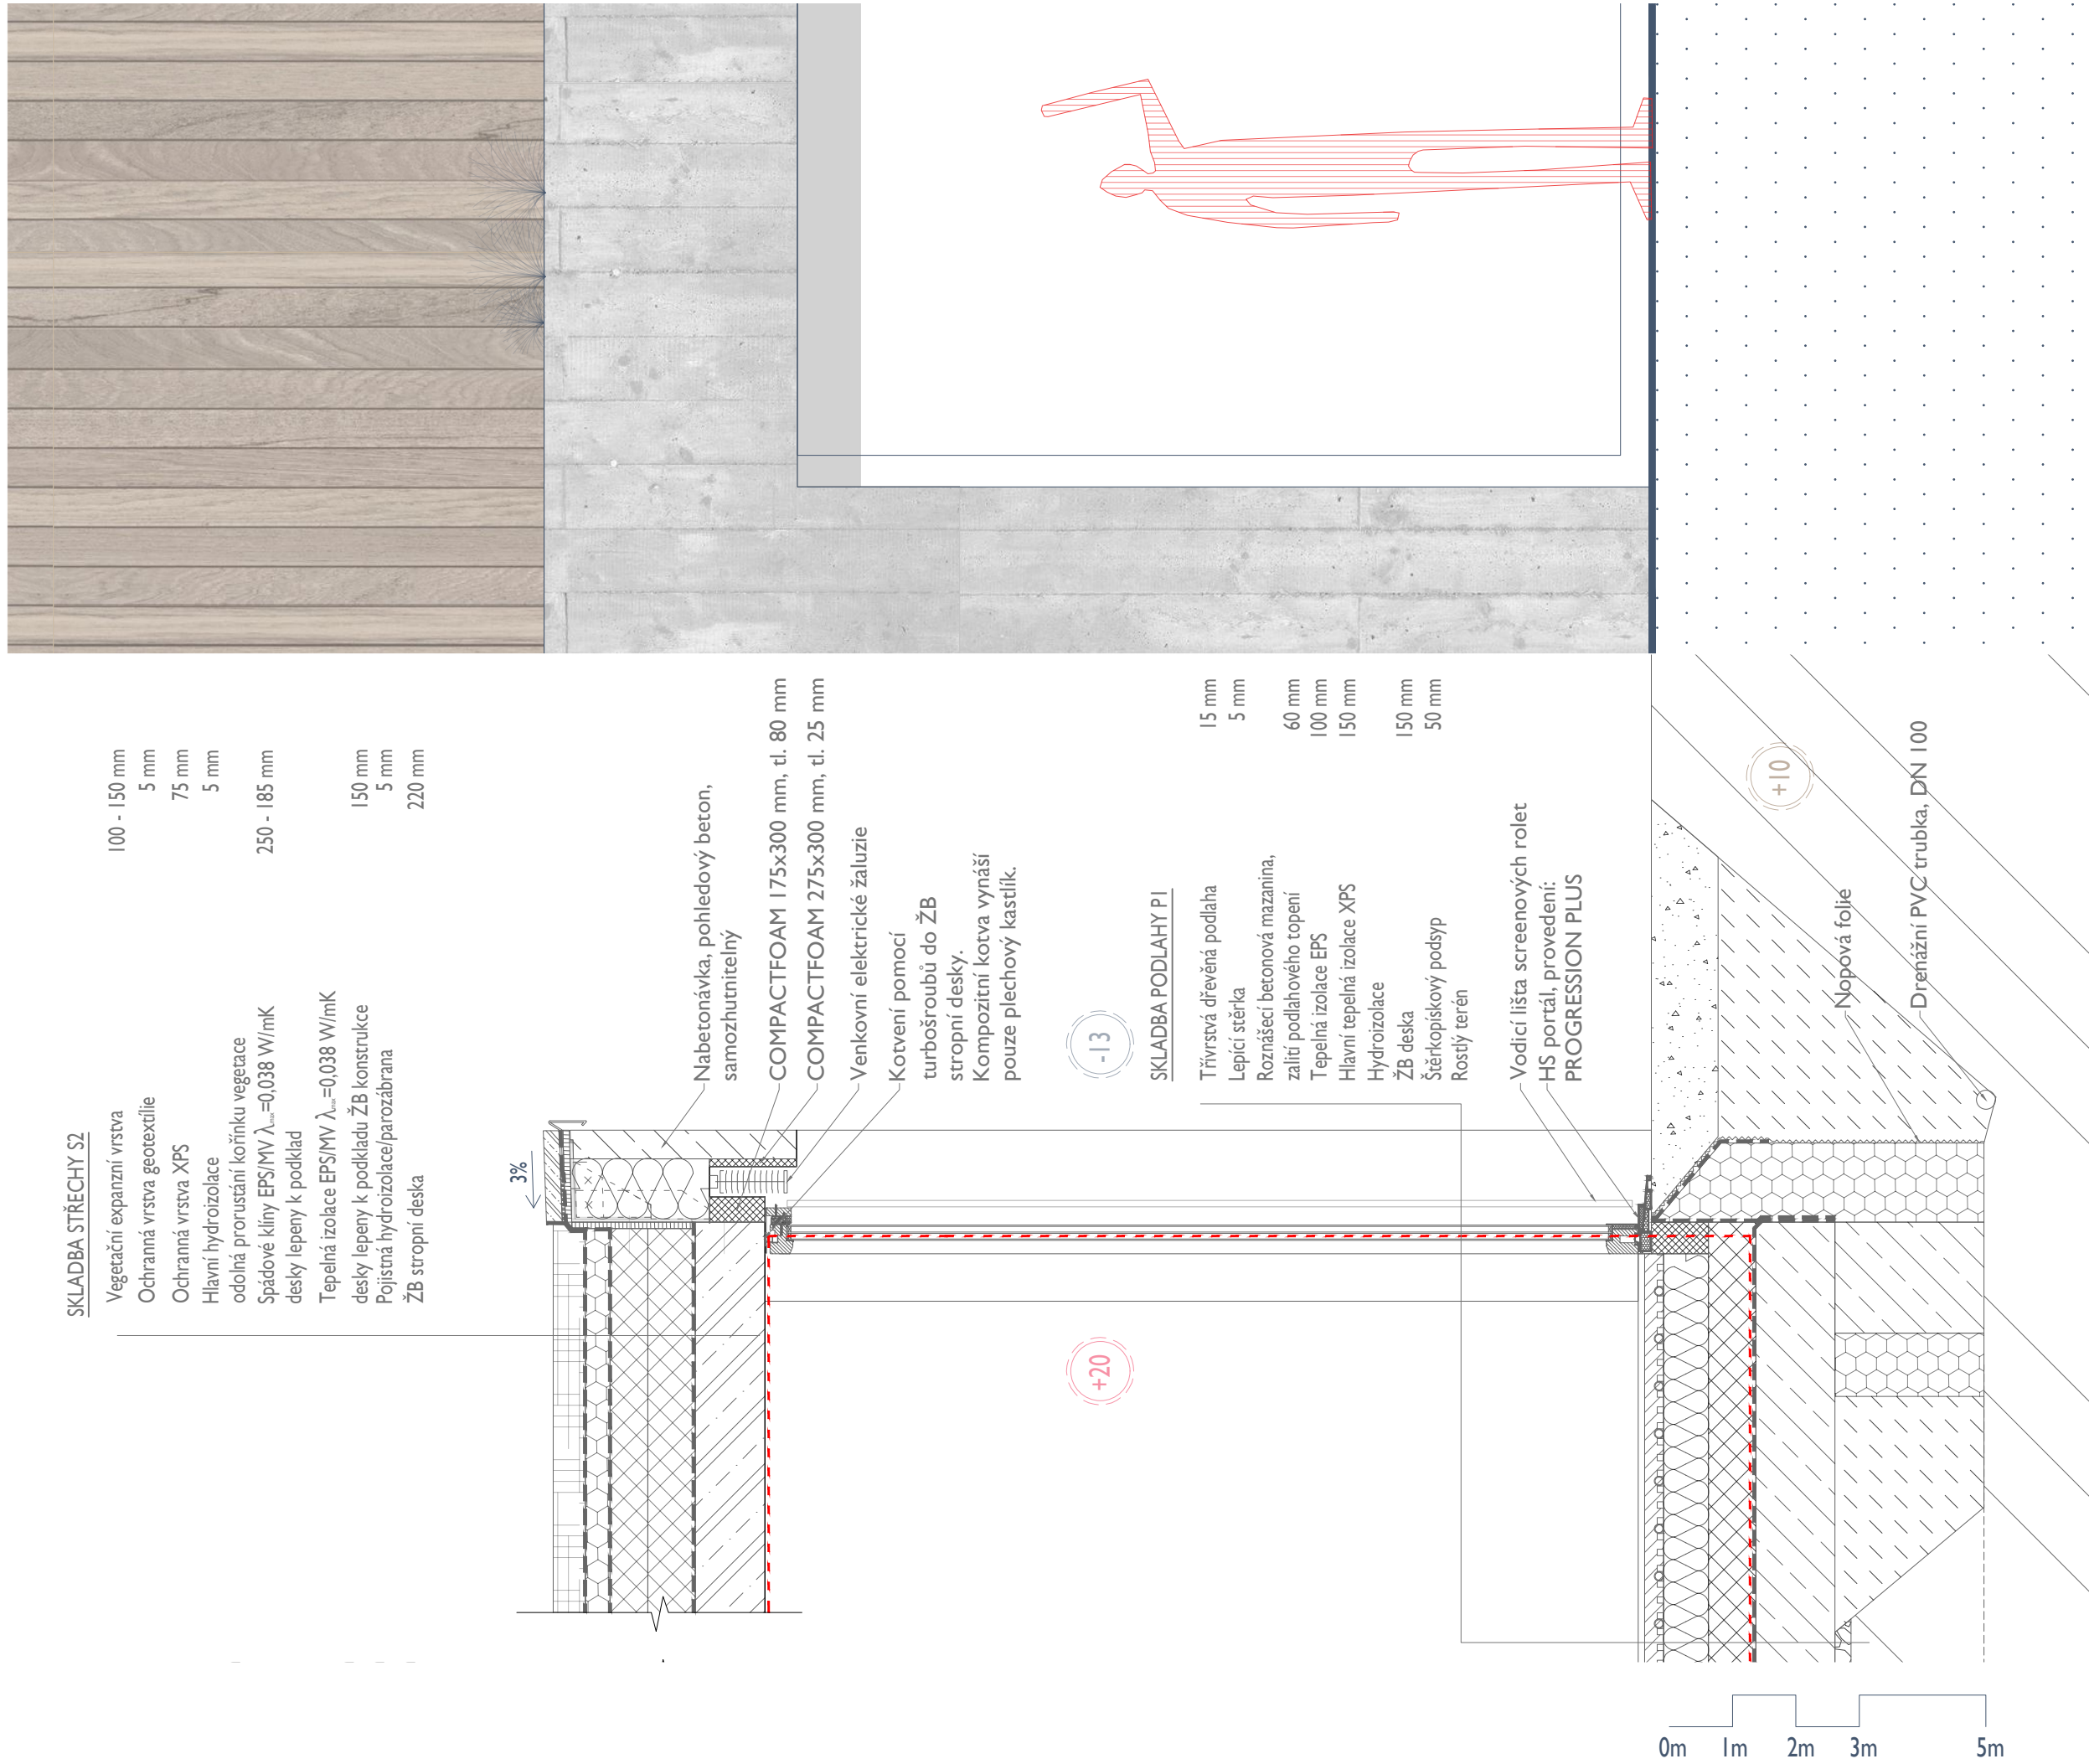 SKLADBA STŘECHY S2
Vegetační expanzní vrstva 100 - 150 mm
Ochranná vrstva geotextílie 5 mm
Ochranná vrstva XPS 75 mm
Hlavní hydroizolace 5 mm
odolná prorustání kořínku vegetace
Spádové klíny EPS/MV λmax=0,038 W/mK 250 - 185 mm
desky lepeny k podklad
Tepelná izolace EPS/MV λmax=0,038 W/mK
desky lepeny k podkladu ŽB konstrukce 150 mm
Pojistná hydroizolace/parozábrana 5 mm
ŽB stropní deska 220 mm
3%
Nabetonávka, pohledový beton,
samozhutnitelný
COMPACTFOAM 175x300 mm, tl. 80 mm
COMPACTFOAM 275x300 mm, tl. 25 mm
Venkovní elektrické žaluzie
Kotvení pomocí
turbošroubů do ŽB
stropní desky.
Kompozitní kotva vynáší
pouze plechový kastlík.
-13
+20
SKLADBA PODLAHY P1
Třívrstvá dřevěná podlaha 15 mm
Lepící stěrka 5 mm
Roznášecí betonová mazanina,
zalití podlahového topení 60 mm
Tepelná izolace EPS 100 mm
Hlavní tepelná izolace XPS 150 mm
Hydroizolace
ŽB deska 150 mm
Štěrkopískový podsyp 50 mm
Rostlý terén
Vodicí lišta screenových rolet
HS portál, provedení:
PROGRESSION PLUS
+10
Nopová folie
Drenážní PVC trubka, DN 100
0m 1m 2m 3m 5m